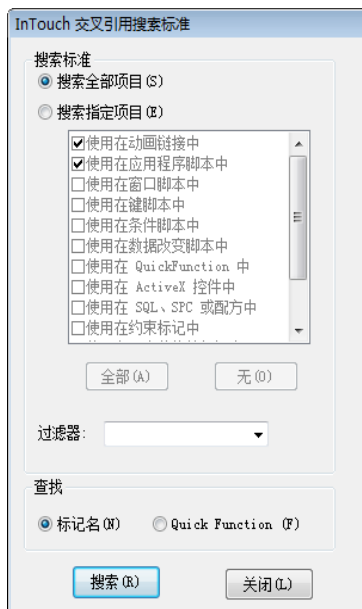 InTouch 交叉引用搜索标准
搜索标准
搜索全部项目(S)
搜索指定项目(E)
使用在动画链接中
使用在应用程序脚本中
使用在窗口脚本中
使用在键脚本中
使用在条件脚本中
使用在数据改变脚本中
使用在 QuickFunction 中
使用在 ActiveX 控件中
使用在 SQL、SPC 或配方中
使用在约束标记中
全部(A) 无(O)
过滤器:
查找
标记名(N) Quick Function (F)
搜索(R) 关闭(L)